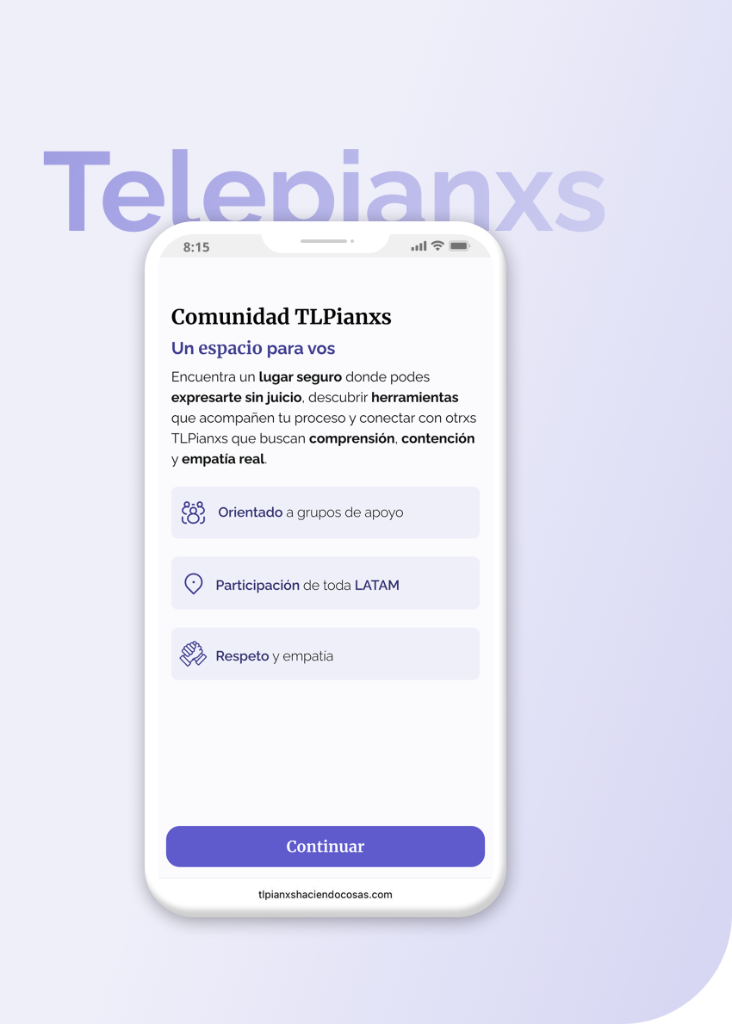 Telepianxs
8:15
Comunidad TLPianxs
Un espacio para vos
Encuentra un lugar seguro donde podes
expresarte sin juicio, descubrir herramientas
que acompañen tu proceso y conectar con otrxs
TLPianxs que buscan comprensión, contención
y empatía real.
Orientado a grupos de apoyo
Participación de toda LATAM
Respeto y empatía
Continuar
tlpianxshaciendocosas.com